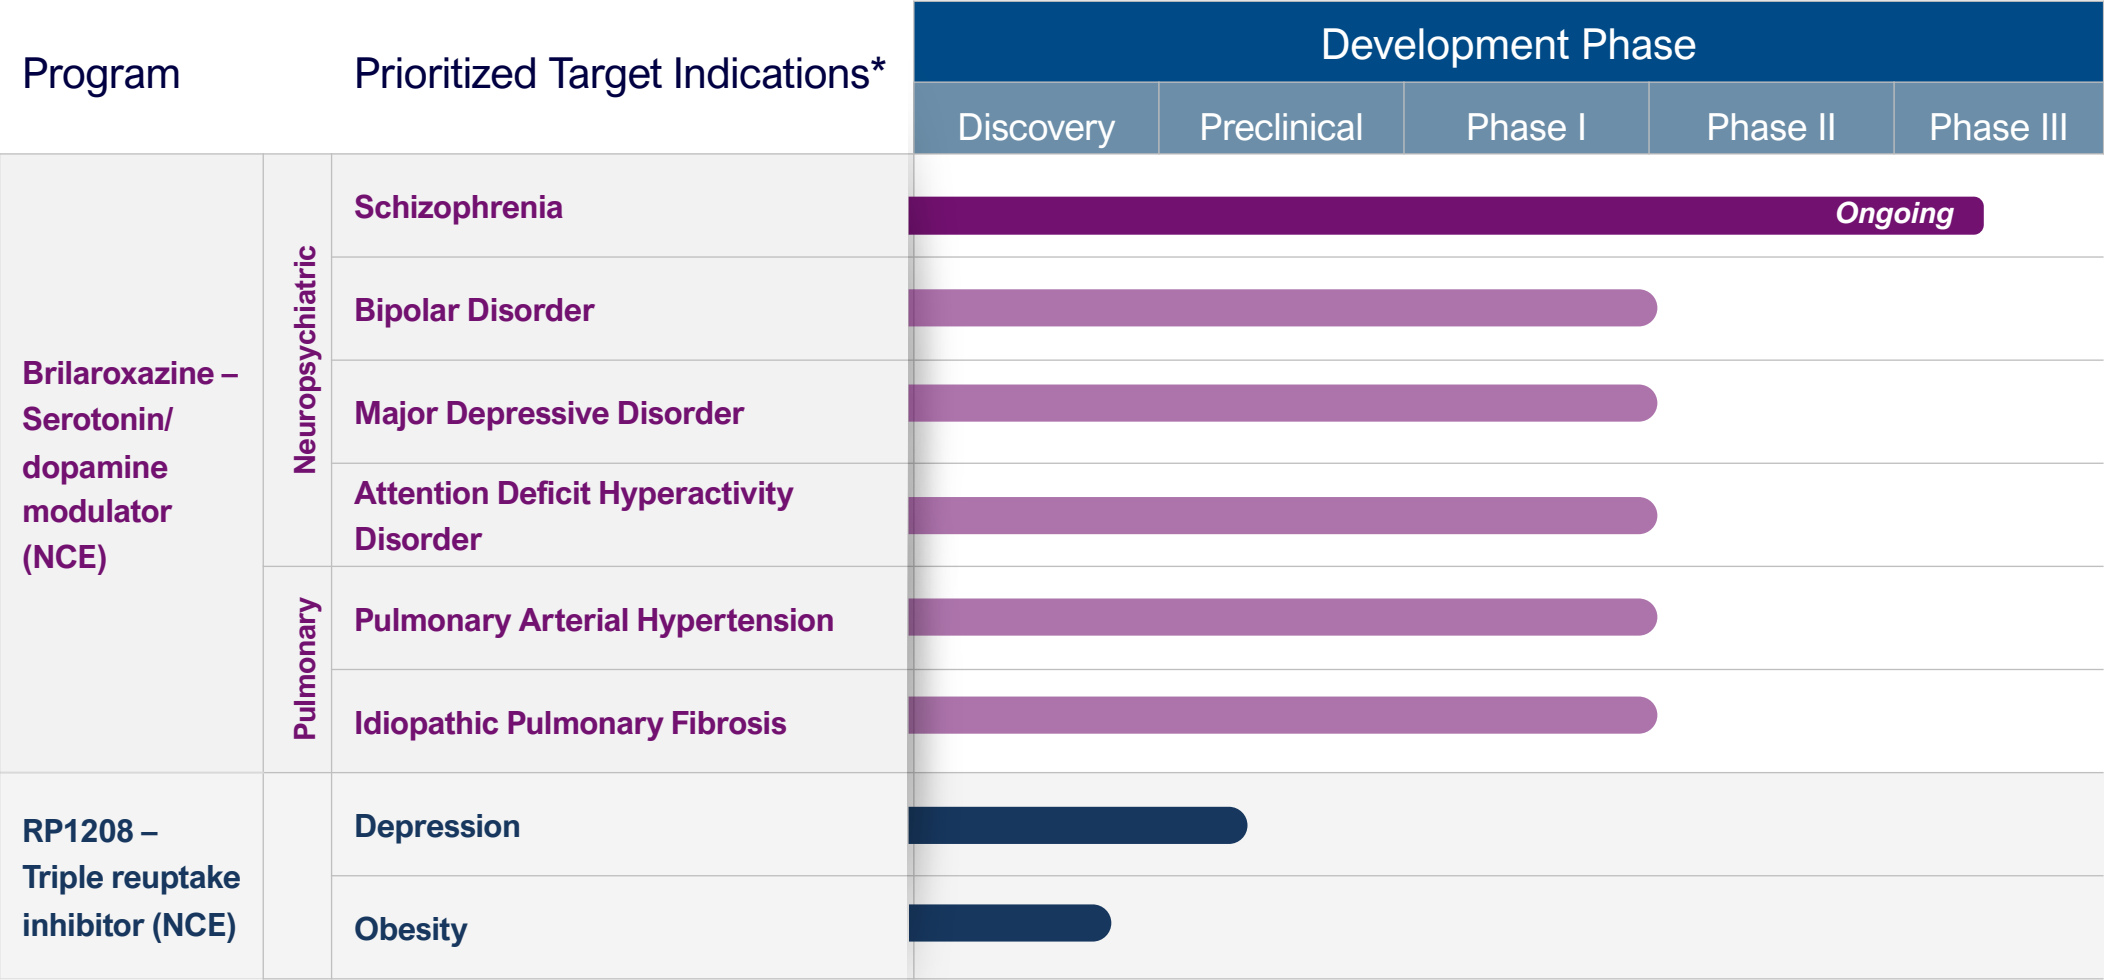 Program
Prioritized Target Indications*
Development Phase
Discovery
Preclinical
Phase I
Phase II
Phase III
Brilaroxazine –
Serotonin/
dopamine
modulator
(NCE)
Neuropsychiatric
Schizophrenia
Ongoing
Bipolar Disorder
Major Depressive Disorder
Attention Deficit Hyperactivity
Disorder
Pulmonary
Pulmonary Arterial Hypertension
Idiopathic Pulmonary Fibrosis
RP1208 –
Triple reuptake
inhibitor (NCE)
Depression
Obesity